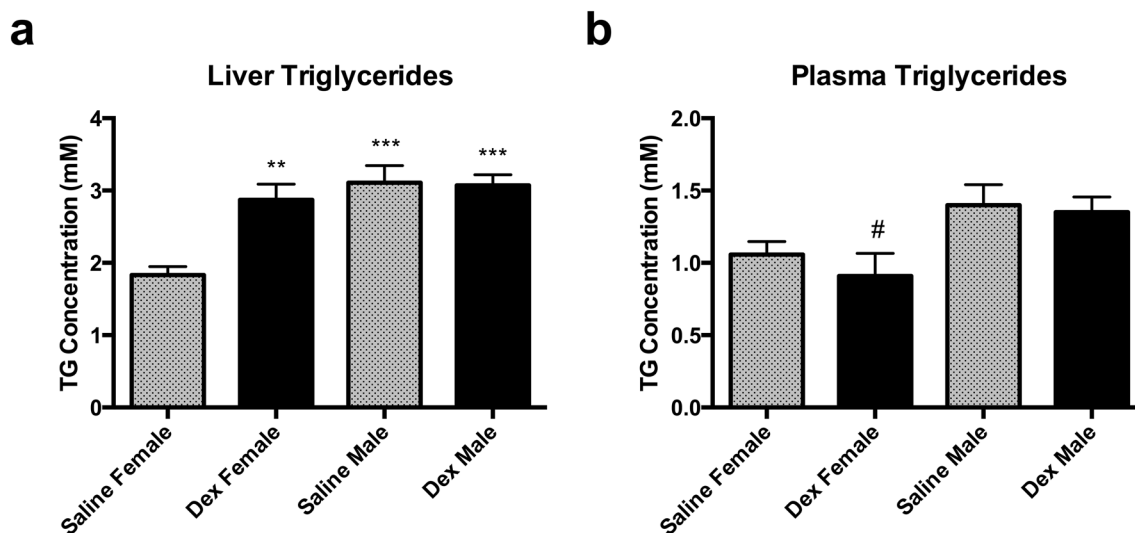 a
Liver Triglycerides
TG Concentration (mM)
4
3
2
1
0
**
***
***
Saline Female
Dex Female
Saline Male
Dex Male
b
Plasma Triglycerides
TG Concentration (mM)
2.0
1.5
1.0
0.5
0.0
#
Saline Female
Dex Female
Saline Male
Dex Male